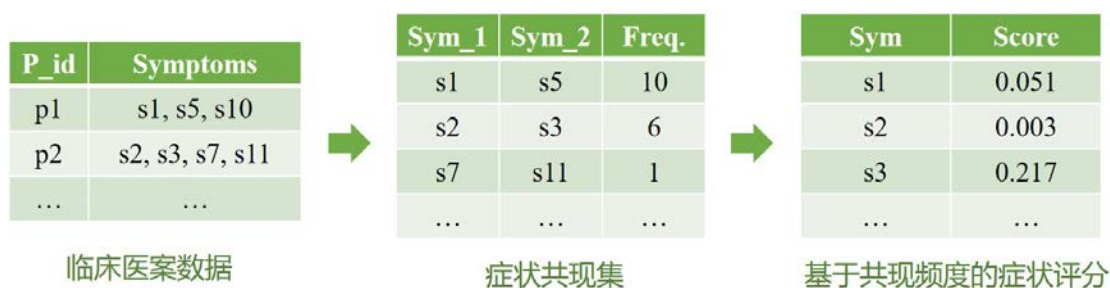 P_id Symptoms
p1 s1, s5, s10
p2 s2, s3, s7, s11
… …
临床医案数据
Sym_1 Sym_2 Freq.
s1 s5 10
s2 s3 6
s7 s11 1
… … …
症状共现集
Sym Score
s1 0.051
s2 0.003
s3 0.217
… …
基于共现频度的症状评分